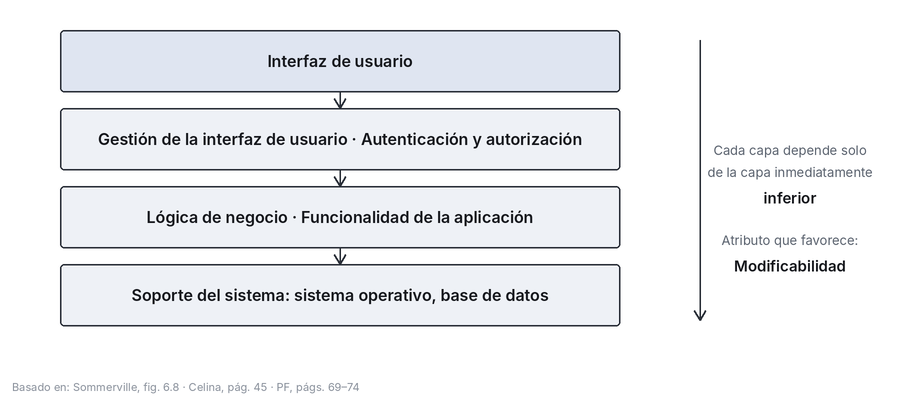 Interfaz de usuario
Gestión de la interfaz de usuario · Autenticación y autorización
Lógica de negocio · Funcionalidad de la aplicación
Soporte del sistema: sistema operativo, base de datos
Cada capa depende solo
de la capa inmediatamente
inferior
Atributo que favorece:
Modificabilidad
Basado en: Sommerville, fig. 6.8 · Celina, pág. 45 · PF, págs. 69–74